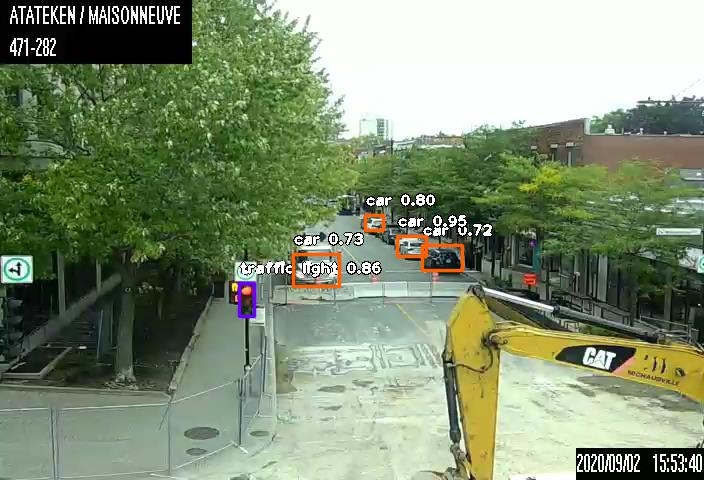 ATATEKEN / MAISONNEUVE
471-282
car 0.80
car 0.95
car 0.72
car 0.73
traffic light 0.86
CAT
2020/09/02 15:53:40